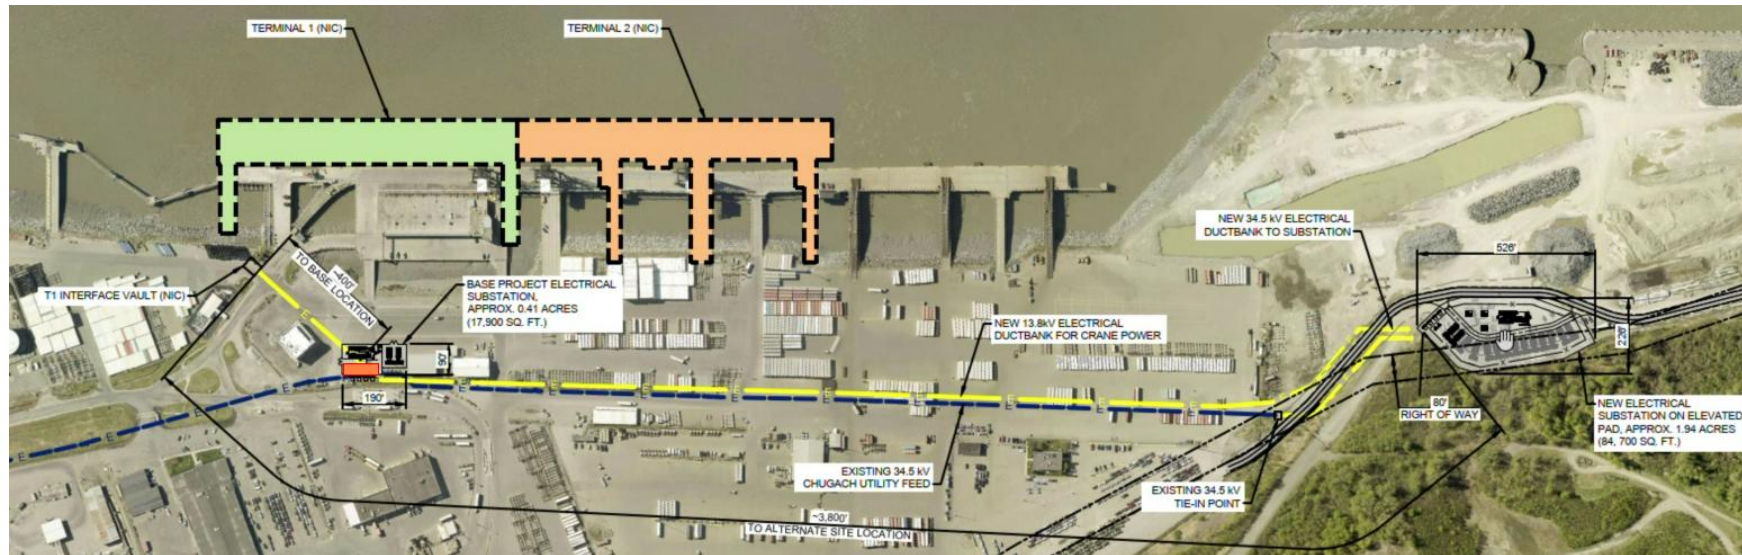 TERMINAL 1 (NIC)
TERMINAL 2 (NIC)
NEW 34.5 kV ELECTRICAL
DUCTBANK TO SUBSTATION
526'
T1 INTERFACE VAULT (NIC)
~400'
TO BASE LOCATION
BASE PROJECT ELECTRICAL
SUBSTATION,
APPROX. 0.41 ACRES
(17,900 SQ. FT.)
90'
190'
NEW 13.8kV ELECTRICAL
DUCTBANK FOR CRANE POWER
226'
80'
RIGHT OF WAY
NEW ELECTRICAL
SUBSTATION ON ELEVATED
PAD, APPROX. 1.94 ACRES
(84, 700 SQ. FT.)
EXISTING 34.5 kV
CHUGACH UTILITY FEED
EXISTING 34.5 kV
TIE-IN POINT
~3,800'
TO ALTERNATE SITE LOCATION
E
E
E
E
E
E
E
E
E
E
E
E